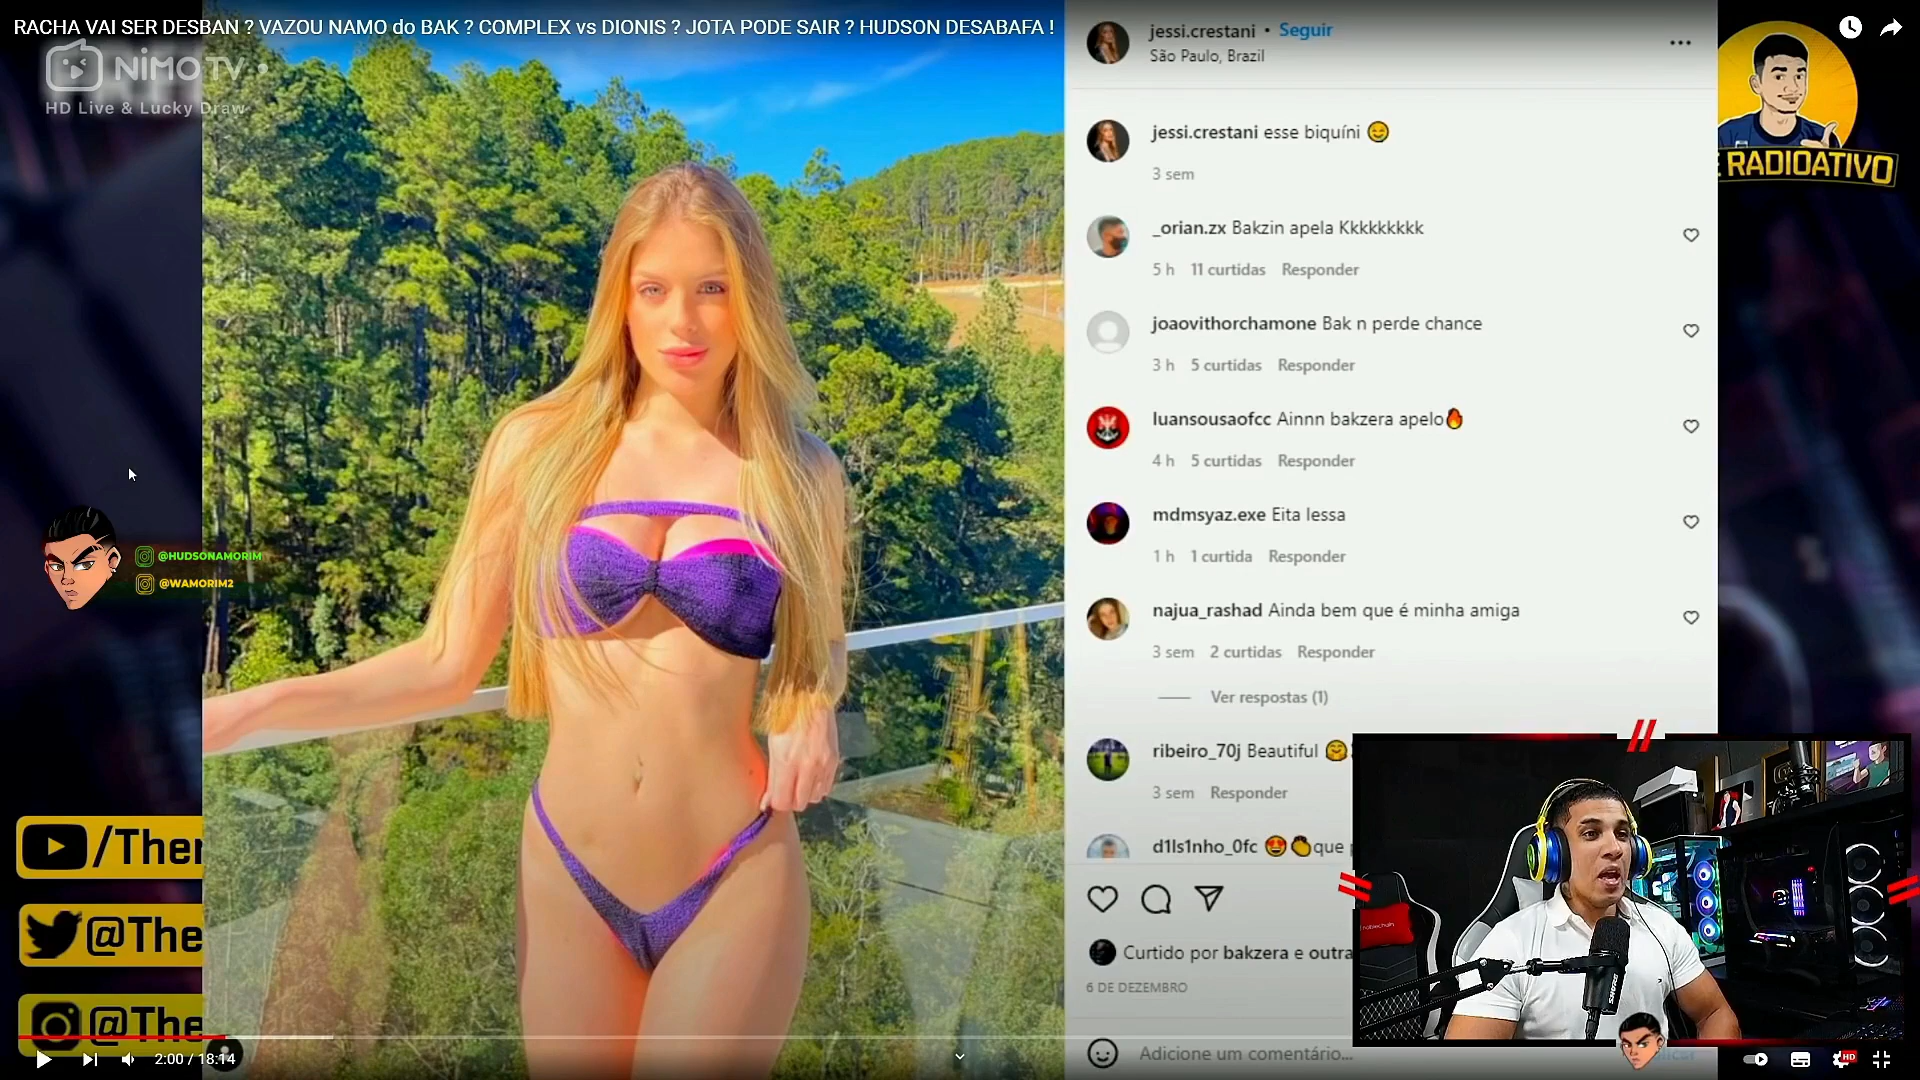 RACHA VAI SER DESBAN ? VAZOU NAMO do BAK ? COMPLEX vs DIONIS ? JOTA PODE SAIR ? HUDSON DESABAFA !
NIMO TV
HD Live & Lucky Draw
jessi.crestani • Seguir
São Paulo, Brazil
RADIOATIVO
jessi.crestani esse biquíni 😊
3 sem
_orian.zx Bakzin apela Kkkkkkkkk
5 h 11 curtidas Responder
joaovithorchamone Bak n perde chance
3 h 5 curtidas Responder
luansousaofcc Ainnn bakzera apelo🔥
4 h 5 curtidas Responder
mdmsyaz.exe Eita lessa
1 h 1 curtida Responder
@HUDSONAMORIM
@WAMORIM2
najua_rashad Ainda bem que é minha amiga
3 sem 2 curtidas Responder
Ver respostas (1)
ribeiro_70j Beautiful 🤗
3 sem Responder
d1ls1nho_0fc 😍👏que
/Ther
@The
@The
Curtido por bakzera e outra
6 DE DEZEMBRO
Adicione um comentário...
SHURE
2:00 / 18:14
HD